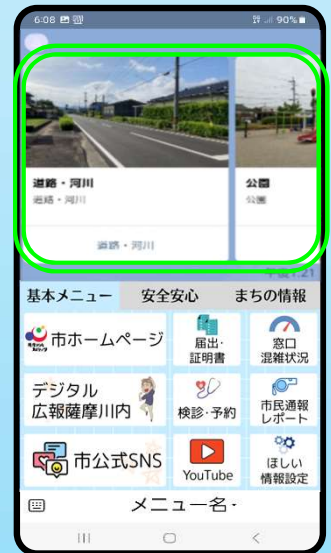 6:08
90%
道路・河川
道路・河川
道路・河川
公園
公園
午後1:21
基本メニュー
安全安心
まちの情報
市ホームページ
届出・
証明書
窓口
混雑状況
デジタル
広報薩摩川内
検診・予約
市民通報
レポート
市公式SNS
YouTube
ほしい
情報設定
メニュー名・